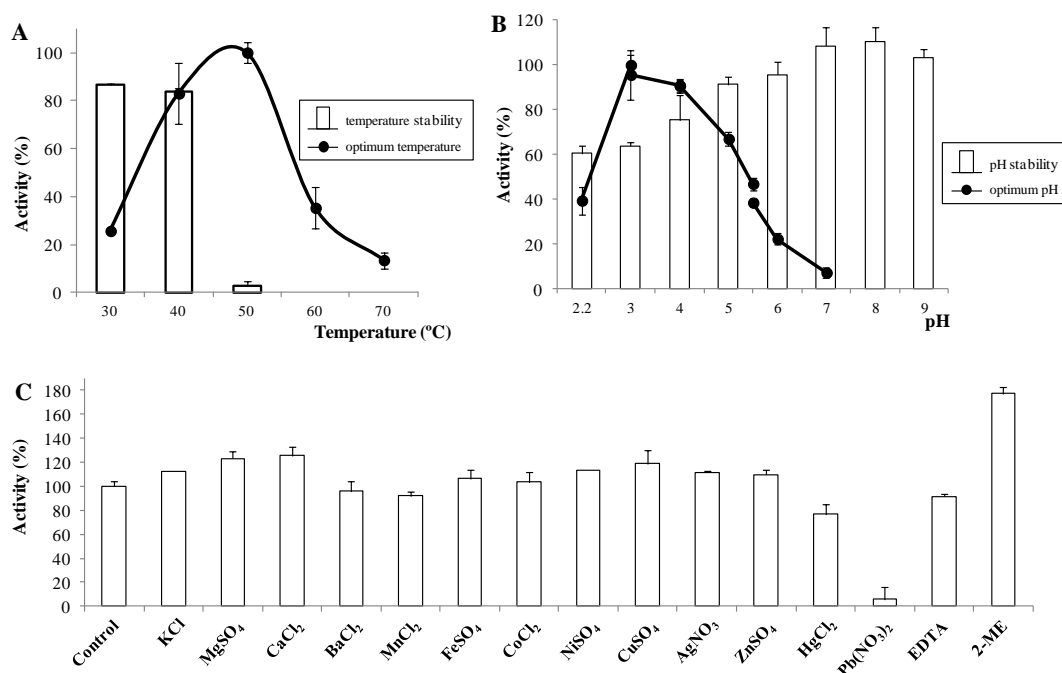 A
100
80
60
40
20
0
Activity (%)
temperature stability
optimum temperature
30 40 50 60 70
Temperature (ºC)
B
120
100
80
60
40
20
0
Activity (%)
pH stability
optimum pH
2.2 3 4 5 6 7 8 9
pH
C
180
160
140
120
100
80
60
40
20
0
Activity (%)
Control
KCl
MgSO₄
CaCl₂
BaCl₂
MnCl₂
FeSO₄
CoCl₂
NiSO₄
CuSO₄
AgNO₃
ZnSO₄
HgCl₂
Pb(NO₃)₂
EDTA
2-ME